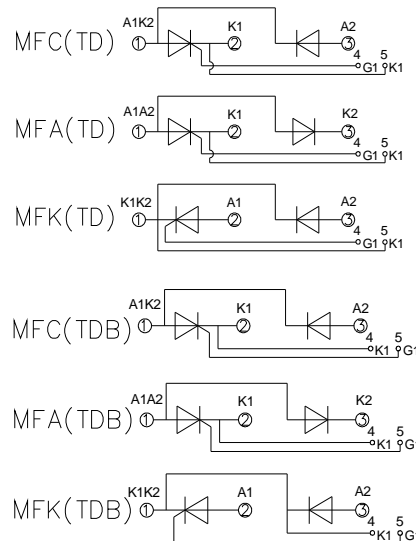 MFC(TD) A1K2 1 K1 2 A2 3 4 G1 5 K1
MFA(TD) A1A2 1 K1 2 K2 3 4 G1 5 K1
MFK(TD) K1K2 1 A1 2 A2 3 4 G1 5 K1
MFC(TDB) A1K2 1 K1 2 A2 3 4 K1 5 G1
MFA(TDB) A1A2 1 K1 2 K2 3 4 K1 5 G1
MFK(TDB) K1K2 1 A1 2 A2 3 4 K1 5 G1